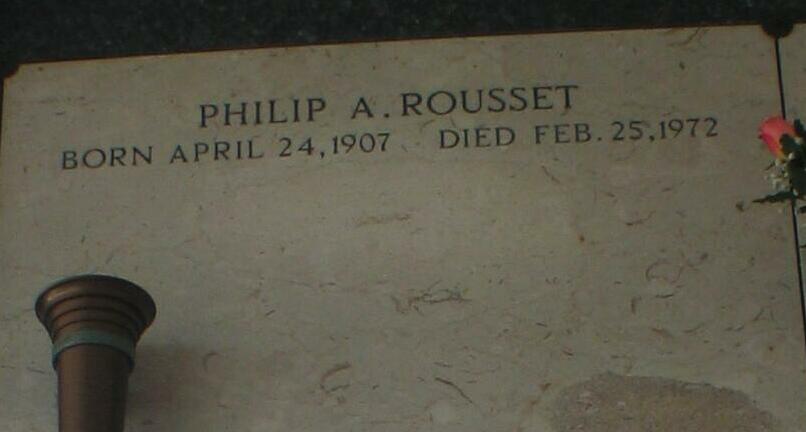 PHILIP A. ROUSSET
BORN APRIL 24, 1907 DIED FEB. 25, 1972